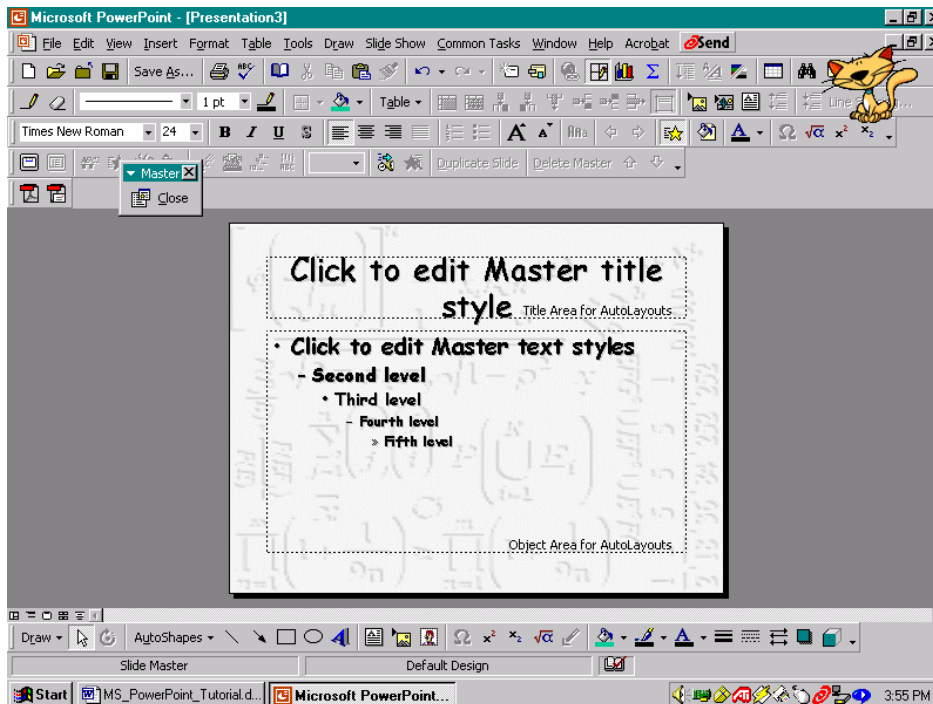 Microsoft PowerPoint - [Presentation3]
File Edit View Insert Format Table Tools Draw Slide Show Common Tasks Window Help Acrobat Send
Save As...
1 pt Table
Times New Roman 24 B I U S
Duplicate Slide Delete Master
Master
Close
Click to edit Master title
style Title Area for AutoLayouts
• Click to edit Master text styles
– Second level
• Third level
– Fourth level
» Fifth level
Object Area for AutoLayouts
Draw AutoShapes
Slide Master Default Design
Start MS_PowerPoint_Tutorial.d... Microsoft PowerPoint... 3:55 PM